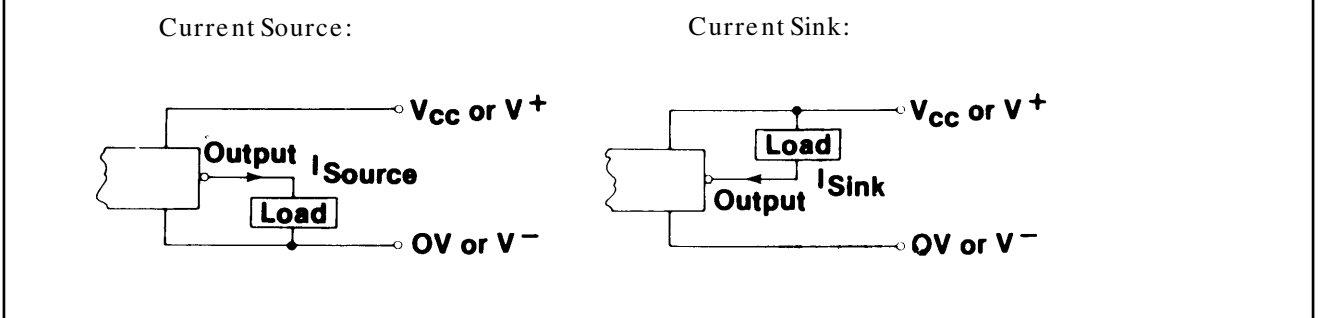 Current Source:
Current Sink:
VCC or V+
Output
ISource
Load
OV or V−
VCC or V+
Load
ISink
Output
OV or V−